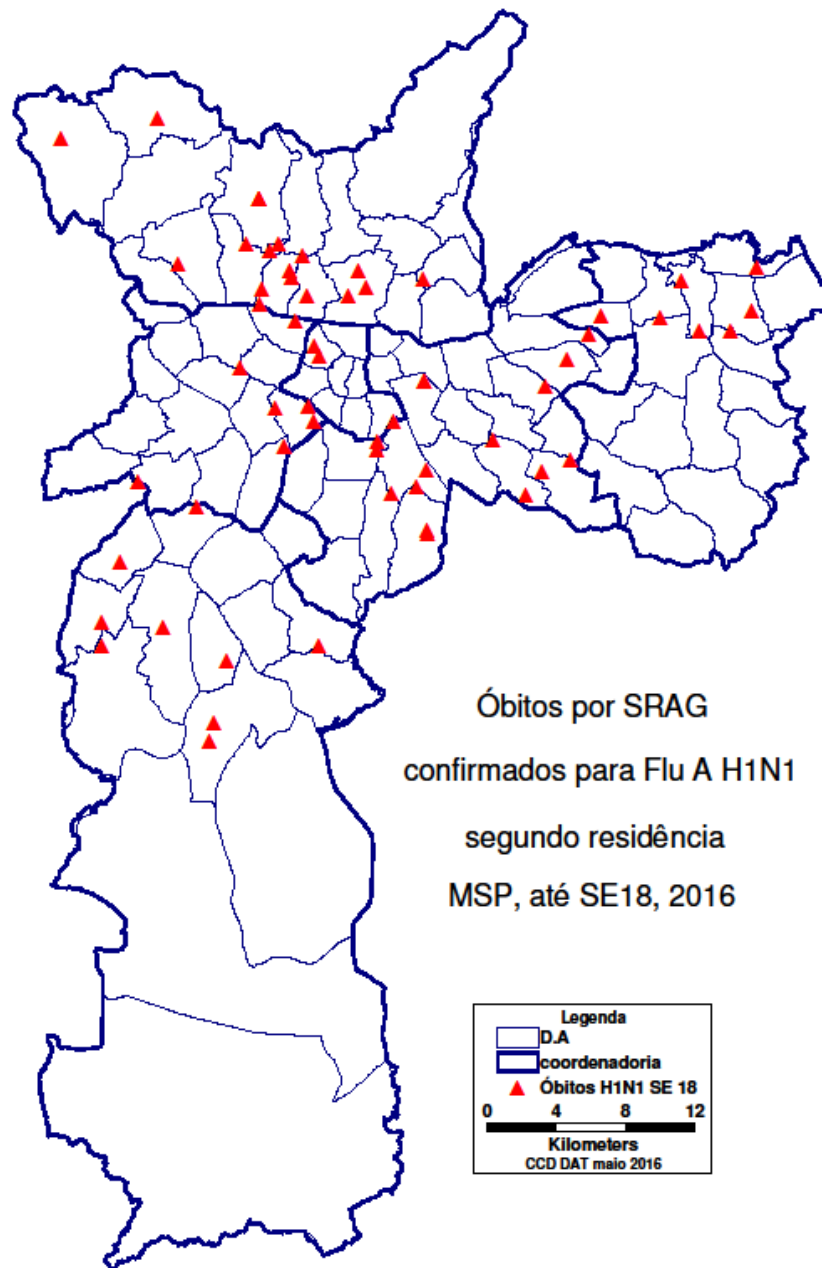 Óbitos por SRAG
confirmados para Flu A H1N1
segundo residência
MSP, até SE18, 2016
Legenda
D.A
coordenadoria
Óbitos H1N1 SE 18
0 4 8 12
Kilometers
CCD DAT maio 2016